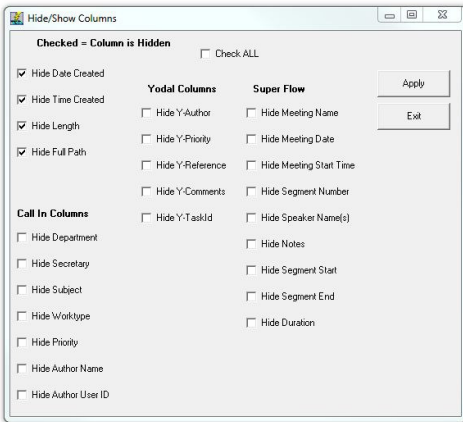 Hide/Show Columns
Checked = Column is Hidden
Check ALL
Hide Date Created
Hide Time Created
Hide Length
Hide Full Path
Call In Columns
Hide Department
Hide Secretary
Hide Subject
Hide Worktype
Hide Priority
Hide Author Name
Hide Author User ID
Yodal Columns
Hide Y-Author
Hide Y-Priority
Hide Y-Reference
Hide Y-Comments
Hide Y-TaskId
Super Flow
Hide Meeting Name
Hide Meeting Date
Hide Meeting Start Time
Hide Segment Number
Hide Speaker Name(s)
Hide Notes
Hide Segment Start
Hide Segment End
Hide Duration
Apply
Exit